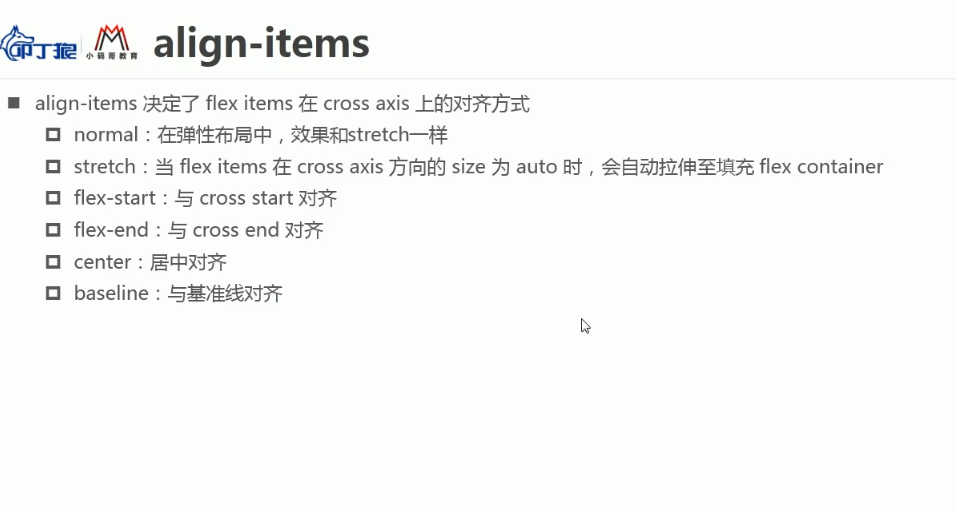 叩丁狼 小码哥教育 align-items
align-items 决定了 flex items 在 cross axis 上的对齐方式
normal：在弹性布局中，效果和stretch一样
stretch：当 flex items 在 cross axis 方向的 size 为 auto 时，会自动拉伸至填充 flex container
flex-start：与 cross start 对齐
flex-end：与 cross end 对齐
center：居中对齐
baseline：与基准线对齐